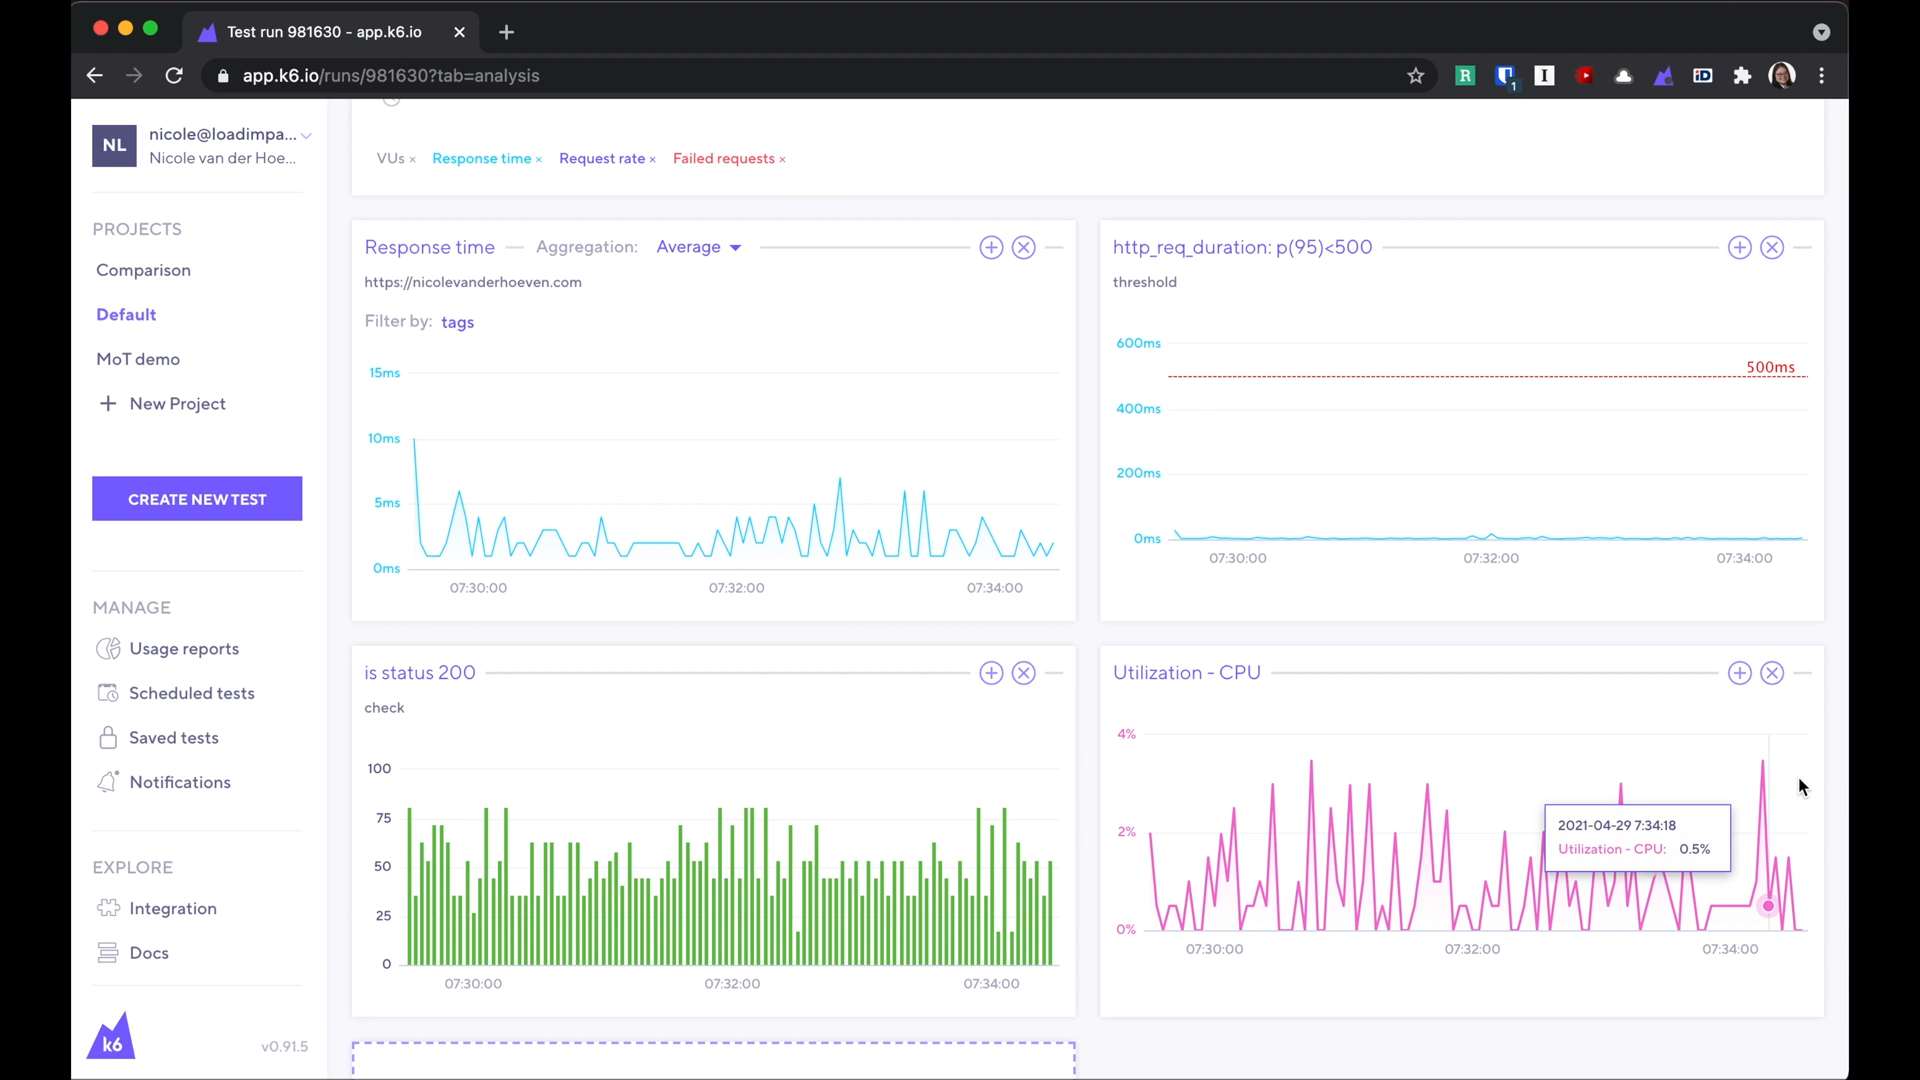 Test run 981630 - app.k6.io
app.k6.io/runs/981630?tab=analysis
R
1
I
iD
NL
nicole@loadimpa...
Nicole van der Hoe...
PROJECTS
Comparison
Default
MoT demo
+ New Project
CREATE NEW TEST
MANAGE
Usage reports
Scheduled tests
Saved tests
Notifications
EXPLORE
Integration
Docs
k6
v0.91.5
VUs × Response time × Request rate × Failed requests ×
Response time Aggregation: Average
https://nicolevanderhoeven.com
Filter by: tags
15ms
10ms
5ms
0ms
07:30:00 07:32:00 07:34:00
http_req_duration: p(95)<500
threshold
600ms
500ms
400ms
200ms
0ms
07:30:00 07:32:00 07:34:00
is status 200
check
100
75
50
25
0
07:30:00 07:32:00 07:34:00
Utilization - CPU
4%
2%
0%
2021-04-29 7:34:18
Utilization - CPU: 0.5%
07:30:00 07:32:00 07:34:00